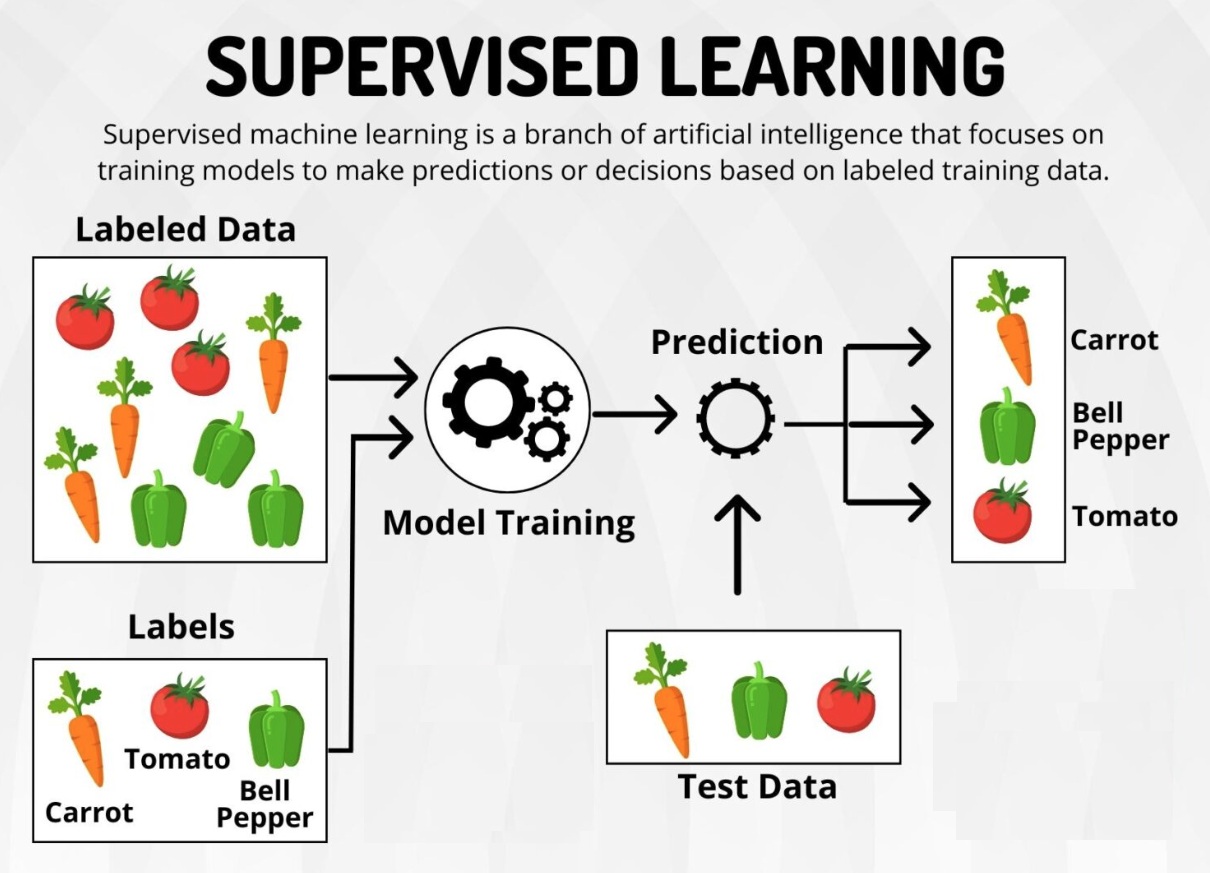 SUPERVISED LEARNING
Supervised machine learning is a branch of artificial intelligence that focuses on
training models to make predictions or decisions based on labeled training data.
Labeled Data
Model Training
Prediction
Carrot
Bell
Pepper
Tomato
Labels
Carrot
Tomato
Bell
Pepper
Test Data